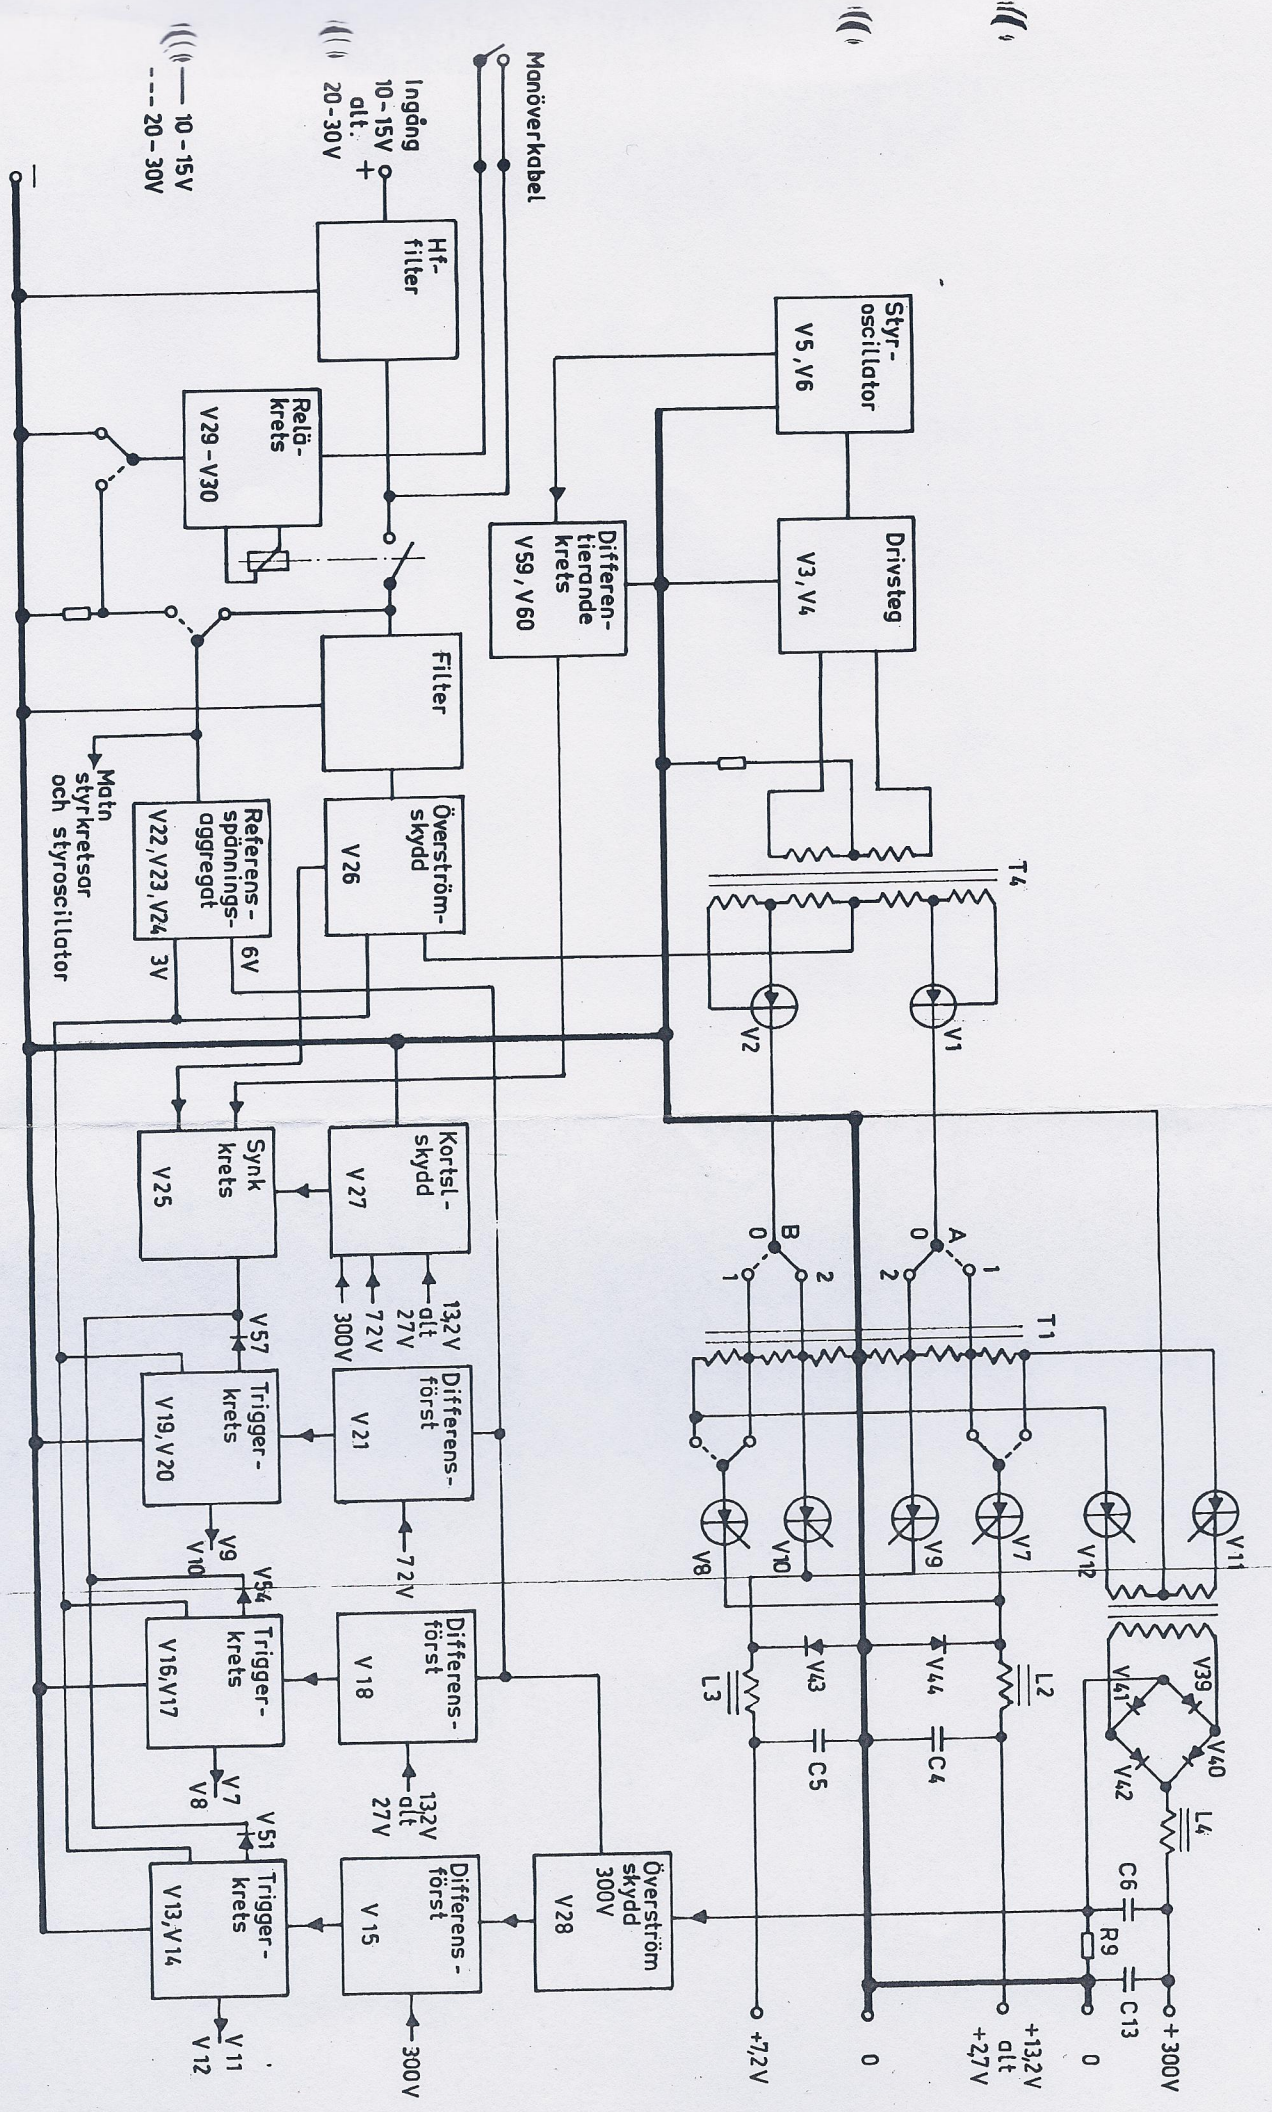 Manöverkabel
Ingång
10-15V
alt.
20-30V
+
—— 10-15V
--- 20-30V
−
Hf-
filter
Relä-
krets
V29-V30
Styr-
oscillator
V5,V6
Drivsteg
V3,V4
Differen-
tierande
krets
V59,V60
Filter
Överström-
skydd
V26
Referens-
spännings-
aggregat
V22,V23,V24
6V
3V
Matn
styrkretsar
och styroscillator
T4
V1
V2
A
0
1
2
B
0
2
1
T1
V11
V12
V7
V9
V10
V8
V39
V41
V40
V42
L4
C6
R9
C13
+300V
0
L2
V44
C4
+13,2V
alt
+2,7V
0
V43
C5
L3
+7,2V
Kortsl-
skydd
V27
13,2V
alt
27V
72V
300V
Synk
krets
V25
V57
Differens-
först
V21
72V
Trigger-
krets
V19,V20
V9
V10
V54
Differens-
först
V18
13,2V
alt
27V
Trigger-
krets
V16,V17
V7
V8
V51
Överström
skydd
300V
V28
Differens-
först
V15
300V
Trigger-
krets
V13,V14
V11
V12